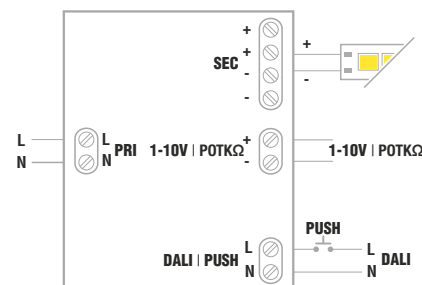 +
+ +
SEC
- -
-
L L + 
PRI 1-10V | POTKΩ 1-10V | POTKΩ
N N -
PUSH
L L
DALI | PUSH DALI
N N